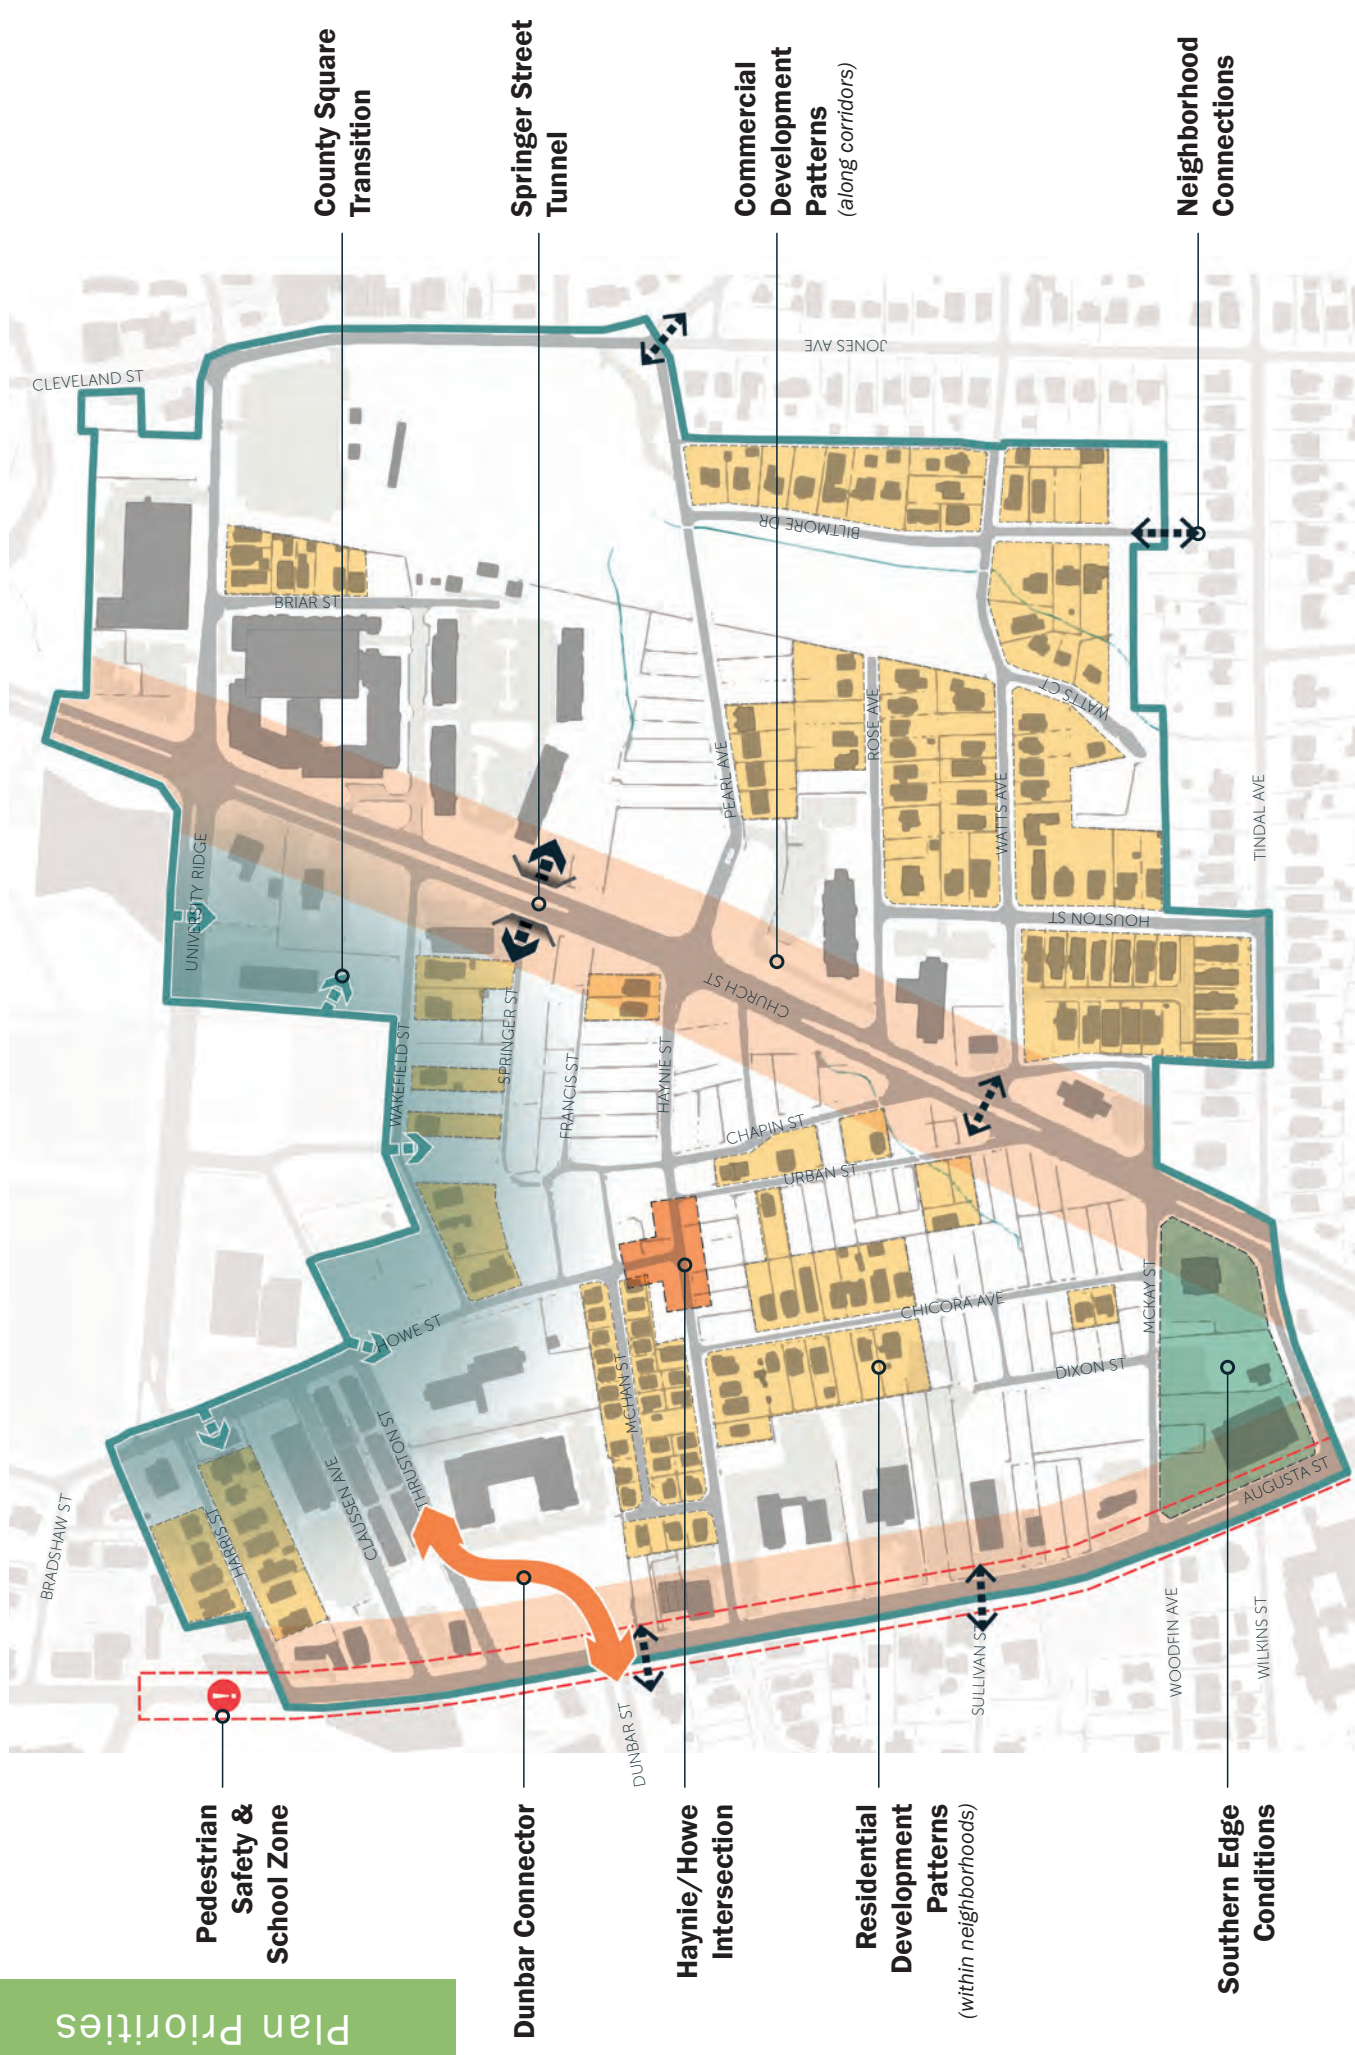 Plan Priorities
Pedestrian
Safety &
School Zone
Dunbar Connector
Haynie/Howe
Intersection
Residential
Development
Patterns
(within neighborhoods)
Southern Edge
Conditions
County Square
Transition
Springer Street
Tunnel
Commercial
Development
Patterns
(along corridors)
Neighborhood
Connections
BRADSHAW ST
HARRIS ST
CLAUSSEN AVE
THRUSTON ST
HOWE ST
WAKEFIELD ST
UNIVERSITY RIDGE
CLEVELAND ST
BRIAR ST
SPRINGER ST
FRANCIS ST
HAYNIE ST
MCHAN ST
DUNBAR ST
CHAPIN ST
URBAN ST
CHURCH ST
PEARL AVE
BILTMORE DR
JONES AVE
ROSE AVE
WATTS AVE
WATTS CT
HOUSTON ST
TINDAL AVE
CHICORA AVE
DIXON ST
MCKAY ST
SULLIVAN ST
AUGUSTA ST
WOODFIN AVE
WILKINS ST
!